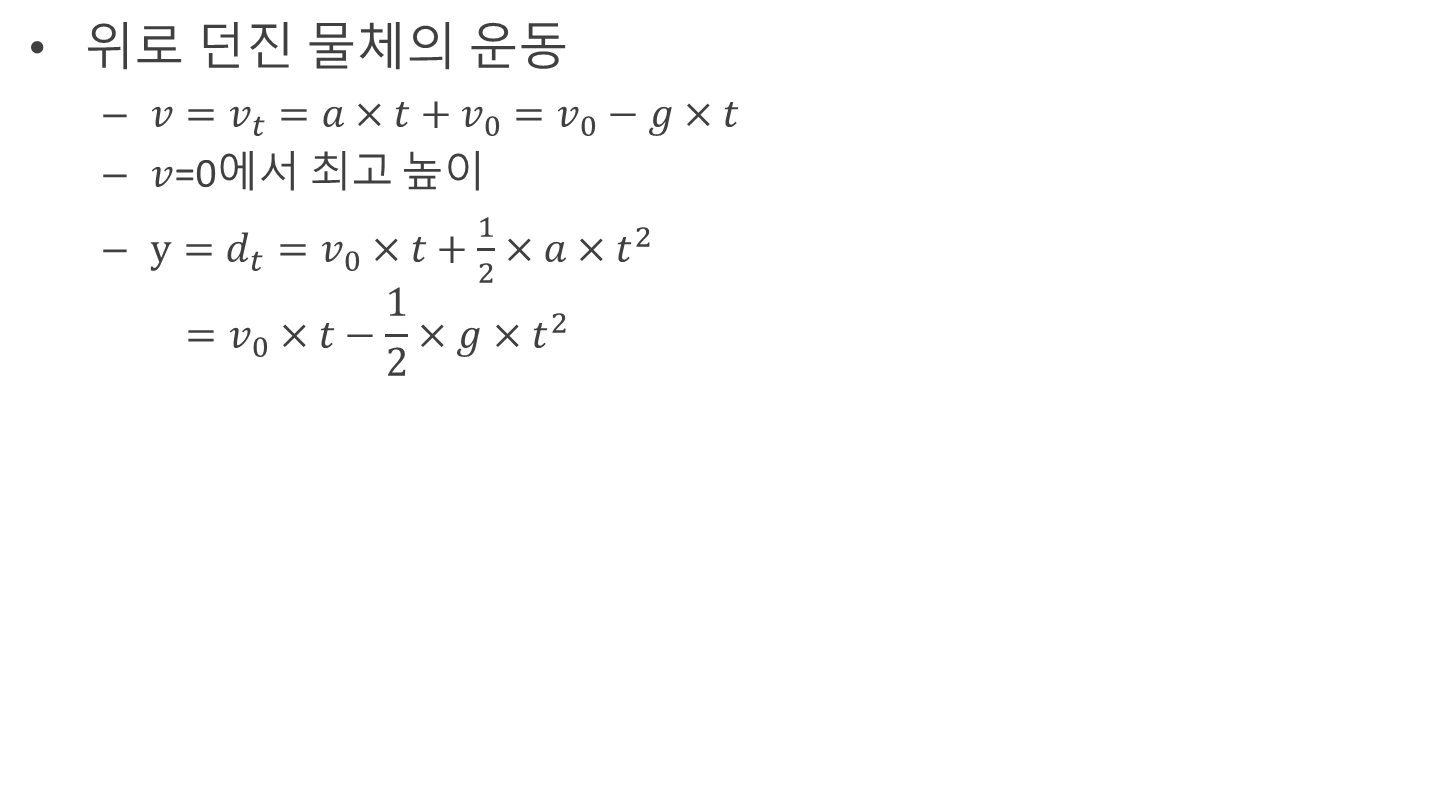 • 위로 던진 물체의 운동
– 𝑣 = 𝑣ₜ = 𝑎 × 𝑡 + 𝑣₀ = 𝑣₀ − 𝑔 × 𝑡
– 𝑣=0에서 최고 높이
– y = 𝑑ₜ = 𝑣₀ × 𝑡 + 1/2 × 𝑎 × 𝑡²
= 𝑣₀ × 𝑡 − 1/2 × 𝑔 × 𝑡²